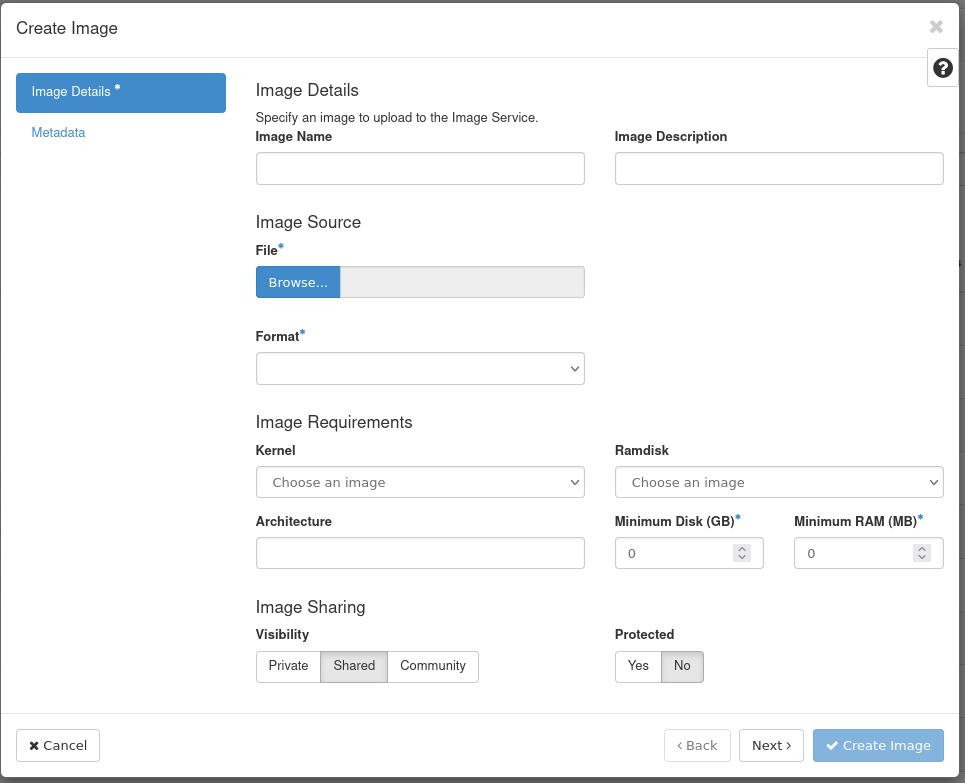 Create Image
Image Details *
Metadata
Image Details
Specify an image to upload to the Image Service.
Image Name Image Description
Image Source
File*
Browse...
Format*
Image Requirements
Kernel Ramdisk
Choose an image Choose an image
Architecture Minimum Disk (GB)* Minimum RAM (MB)*
0 0
Image Sharing
Visibility Protected
Private Shared Community Yes No
✖ Cancel ‹ Back Next › ✔ Create Image